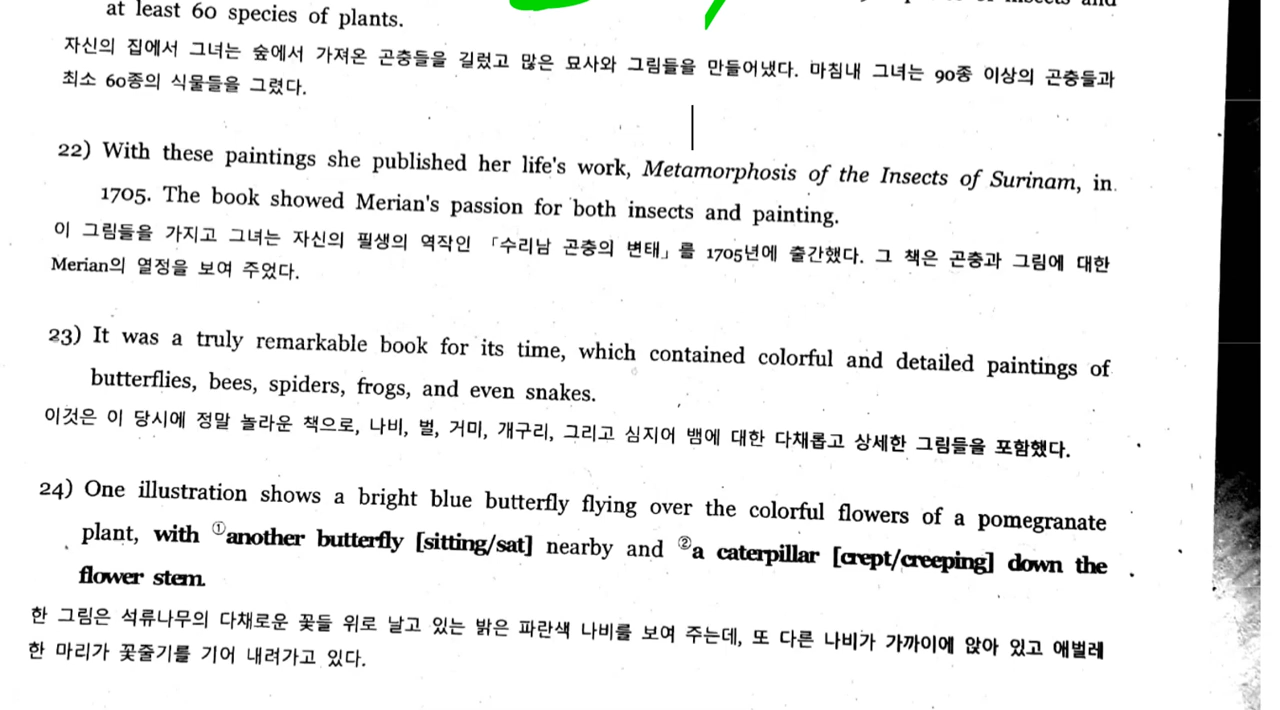 at least 60 species of plants.
자신의 집에서 그녀는 숲에서 가져온 곤충들을 길렀고 많은 묘사와 그림들을 만들어냈다. 마침내 그녀는 90종 이상의 곤충들과
최소 60종의 식물들을 그렸다.
22) With these paintings she published her life's work, Metamorphosis of the Insects of Surinam, in
1705. The book showed Merian's passion for both insects and painting.
이 그림들을 가지고 그녀는 자신의 필생의 역작인 「수리남 곤충의 변태」를 1705년에 출간했다. 그 책은 곤충과 그림에 대한
Merian의 열정을 보여 주었다.
23) It was a truly remarkable book for its time, which contained colorful and detailed paintings of
butterflies, bees, spiders, frogs, and even snakes.
이것은 이 당시에 정말 놀라운 책으로, 나비, 벌, 거미, 개구리, 그리고 심지어 뱀에 대한 다채롭고 상세한 그림들을 포함했다.
24) One illustration shows a bright blue butterfly flying over the colorful flowers of a pomegranate
plant, with ①another butterfly [sitting/sat] nearby and ②a caterpillar [crept/creeping] down the
flower stem.
한 그림은 석류나무의 다채로운 꽃들 위로 날고 있는 밝은 파란색 나비를 보여 주는데, 또 다른 나비가 가까이에 앉아 있고 애벌레
한 마리가 꽃줄기를 기어 내려가고 있다.